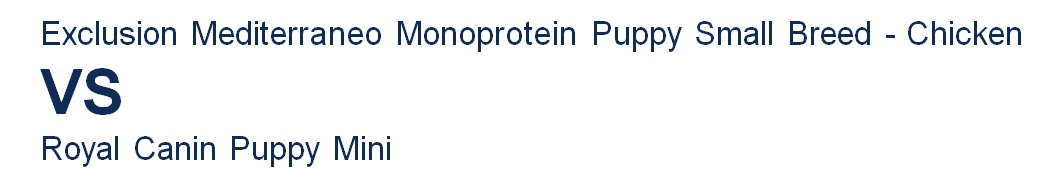 Exclusion Mediterraneo Monoprotein Puppy Small Breed - Chicken
VS
Royal Canin Puppy Mini